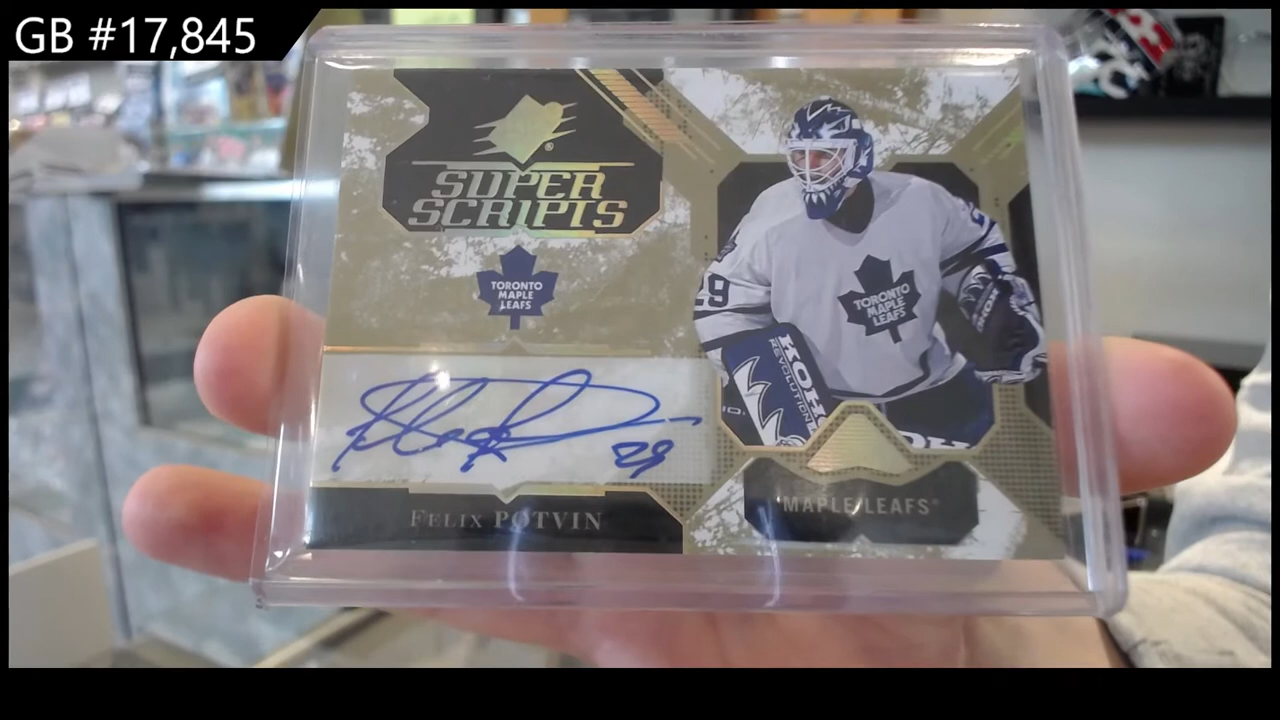 GB #17,845
SUPER
SCRIPTS
TORONTO
MAPLE
LEAFS
29
FELIX POTVIN
29
2
TORONTO
MAPLE
LEAFS
KOHO
REVOLUTION
MAPLE LEAFS